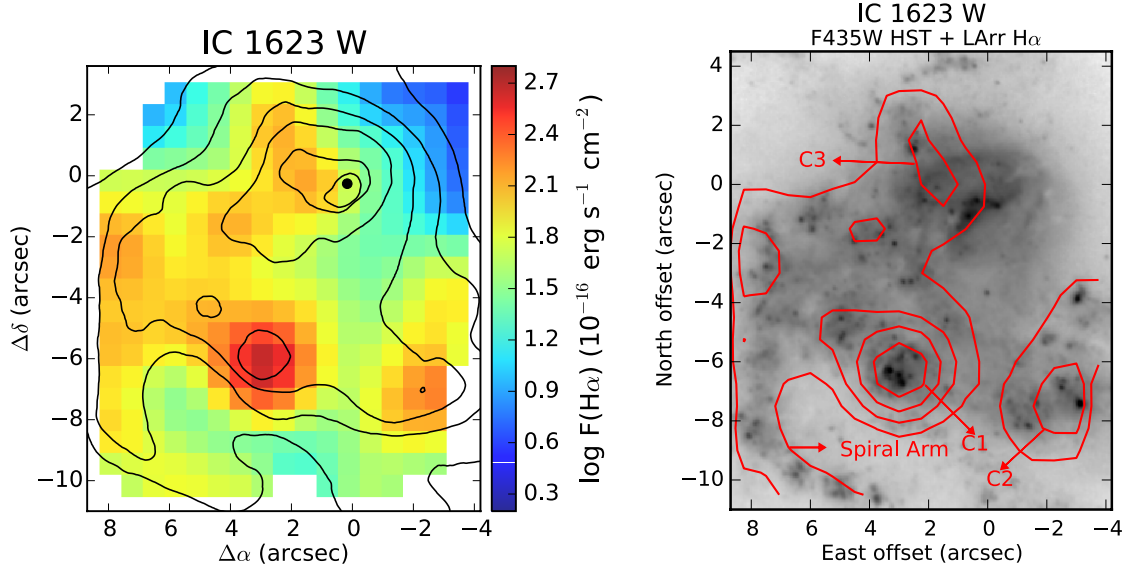 IC 1623 W
2
0
−2
−4
−6
−8
−10
Δδ (arcsec)
8 6 4 2 0 −2 −4
Δα (arcsec)
2.7
2.4
2.1
1.8
1.5
1.2
0.9
0.6
0.3
log F(Hα) (10⁻¹⁶ erg s⁻¹ cm⁻²)
IC 1623 W
F435W HST + LArr Hα
4
2
0
−2
−4
−6
−8
−10
North offset (arcsec)
C3
C1
C2
Spiral Arm
8 6 4 2 0 −2 −4
East offset (arcsec)